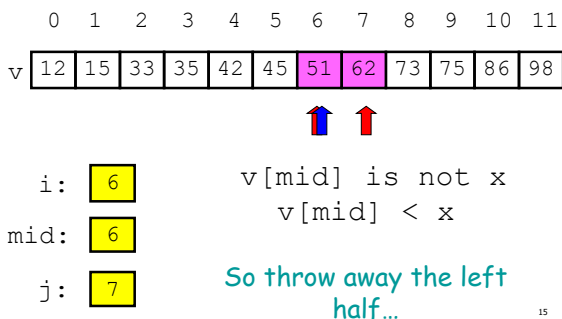 0 1 2 3 4 5 6 7 8 9 10 11
v 12 15 33 35 42 45 51 62 73 75 86 98
i: 6
mid: 6
j: 7
v[mid] is not x
v[mid] < x
So throw away the left
half…
15